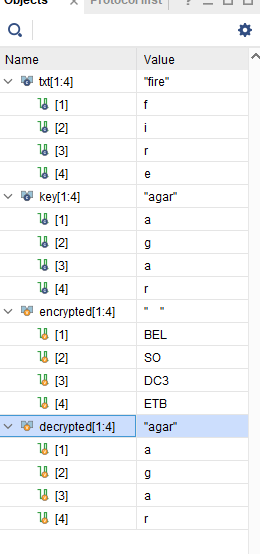 Objects × Protocol Inst
Name Value
txt[1:4] "fire"
[1] f
[2] i
[3] r
[4] e
key[1:4] "agar"
[1] a
[2] g
[3] a
[4] r
encrypted[1:4] " "
[1] BEL
[2] SO
[3] DC3
[4] ETB
decrypted[1:4] "agar"
[1] a
[2] g
[3] a
[4] r